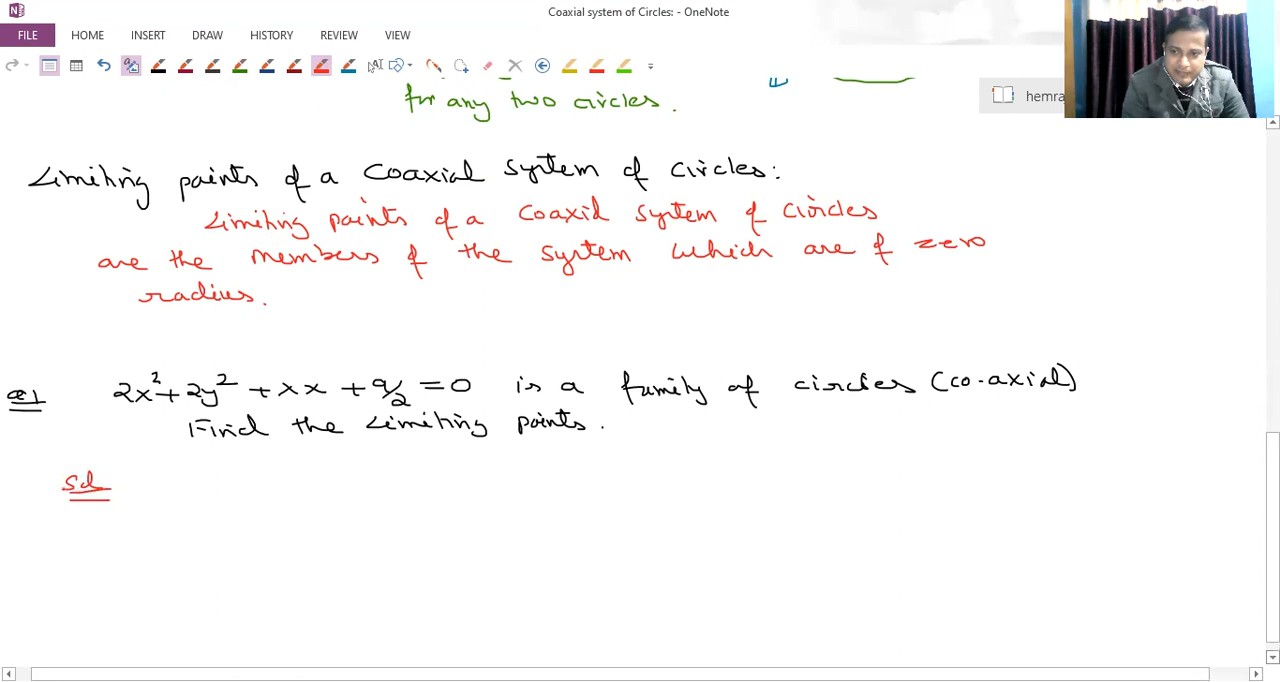 Coaxial system of Circles: - OneNote
FILE HOME INSERT DRAW HISTORY REVIEW VIEW
for any two circles.
hemra
Limiting points of a Coaxial system of circles:
Limiting points of a coaxial system of circles
are the members of the system which are of zero
radius.
Q1 2x² + 2y² + λx + 9/2 = 0 is a family of circles (co-axial)
Find the Limiting points.
Sol